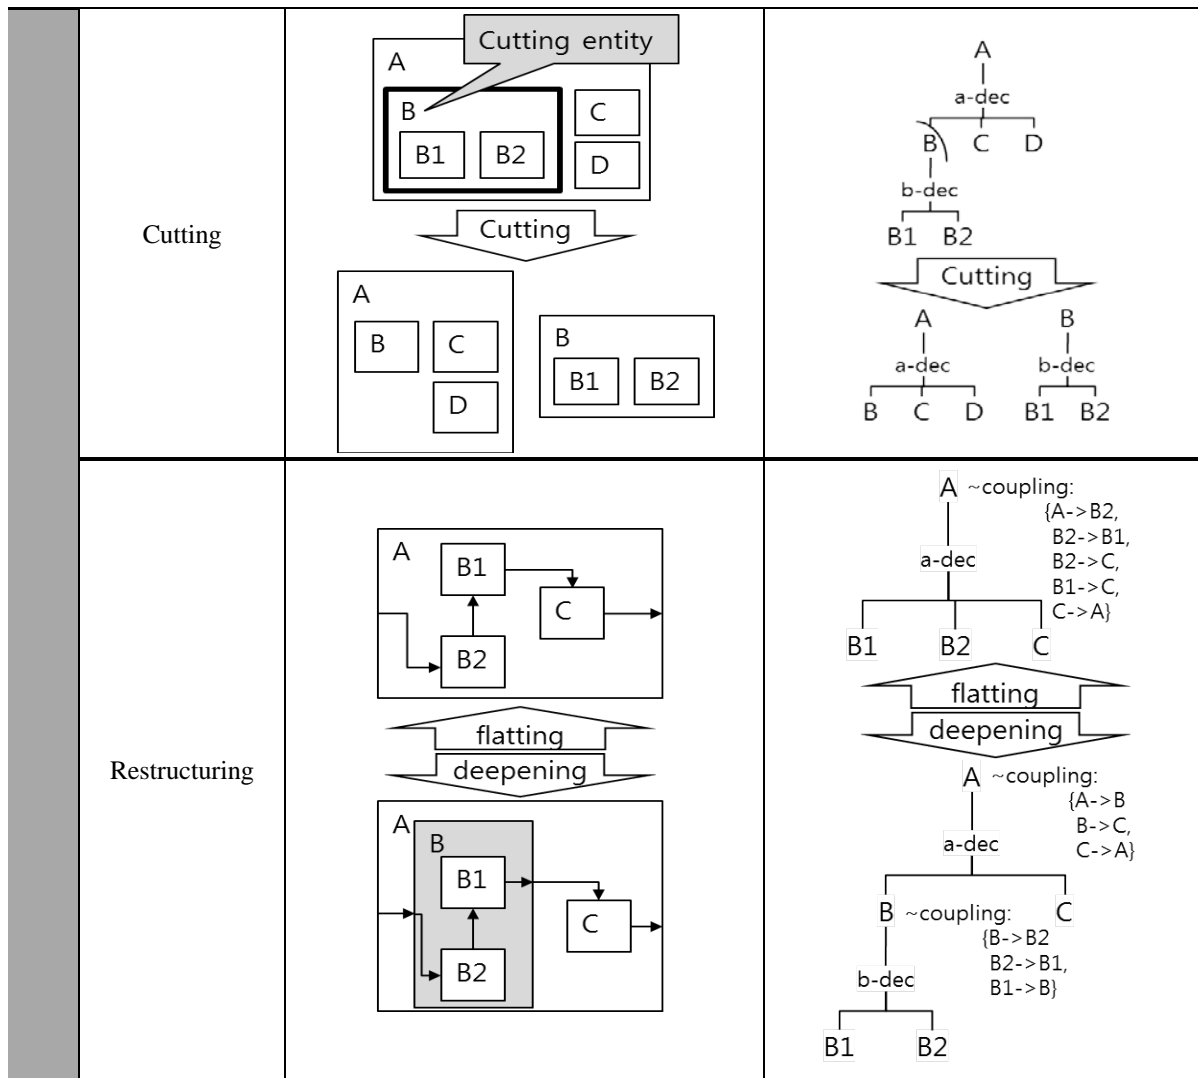 Cutting
Cutting entity
A
B
C
B1
B2
D
Cutting
A
B
C
D
B
B1
B2
A
a-dec
B
C
D
b-dec
B1
B2
Cutting
A
B
a-dec
b-dec
B
C
D
B1
B2
Restructuring
A
B1
C
B2
flatting
deepening
A
B
B1
C
B2
A ~coupling:
{A->B2,
B2->B1,
a-dec
B2->C,
B1->C,
C->A}
B1
B2
C
flatting
deepening
A ~coupling:
{A->B
B->C,
a-dec
C->A}
B ~coupling:
C
{B->B2
b-dec
B2->B1,
B1->B}
B1
B2